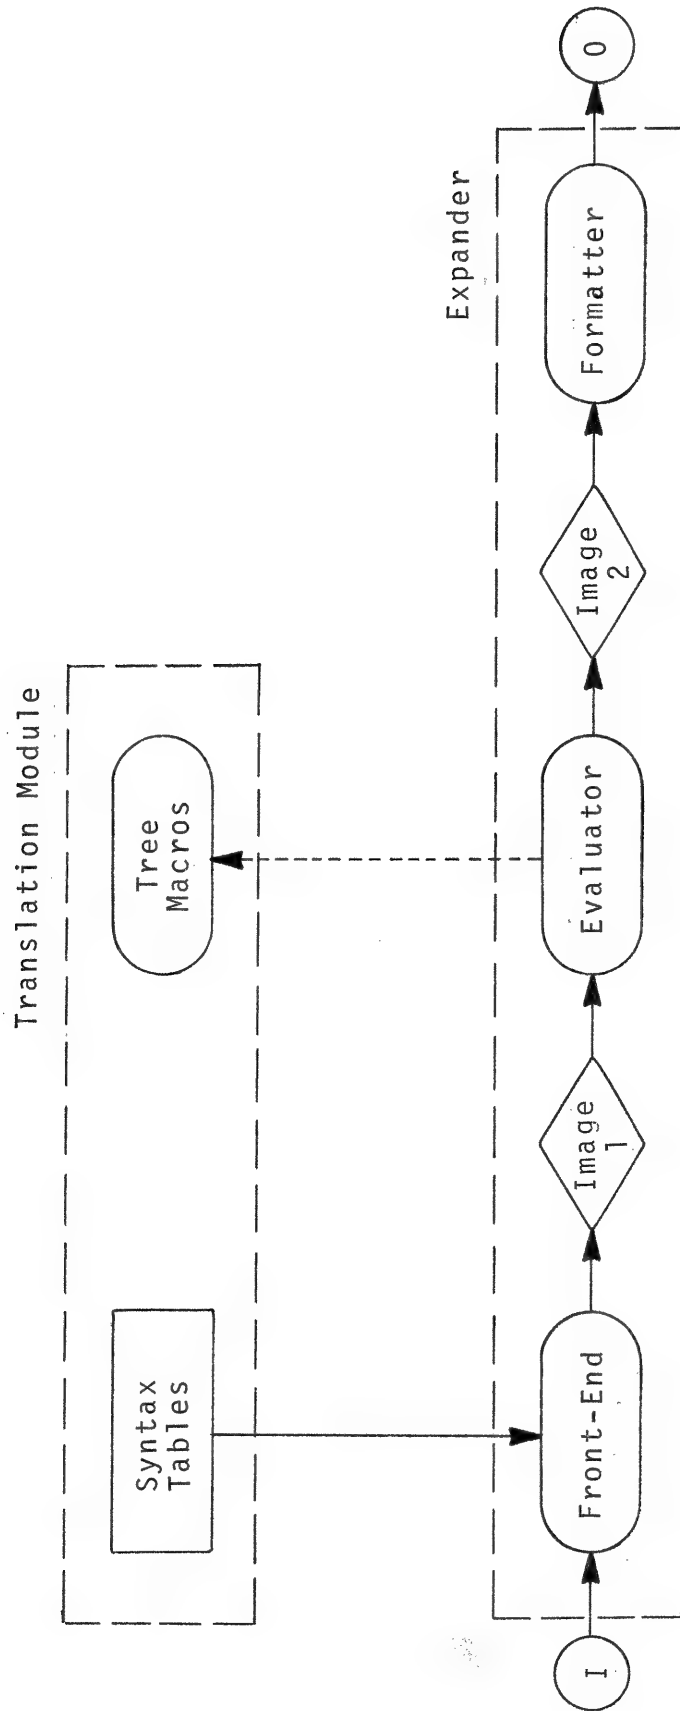 Translation Module
Syntax
Tables
Tree
Macros
Expander
I
Front-End
Image
1
Evaluator
Image
2
Formatter
O